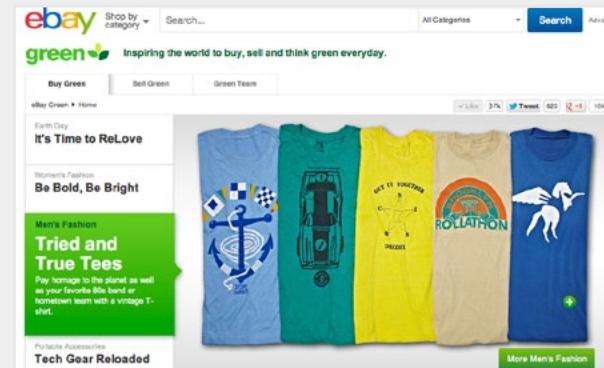 ebay
Shop by category
Search...
All Categories
Search
green
Inspiring the world to buy, sell and think green everyday.
Buy Green
Sell Green
Green Team
eBay Green
Home
Like
37k
Tweet
623
+1
Earth Day
It's Time to ReLove
Women's Fashion
Be Bold, Be Bright
Men's Fashion
Tried and
True Tees
Pay homage to the planet as well
as your favorite 80s band or
hometown team with a vintage T-
shirt.
Portable Accessories
Tech Gear Reloaded
GET IT TOGETHER
ROLLATHON
More Men's Fashion